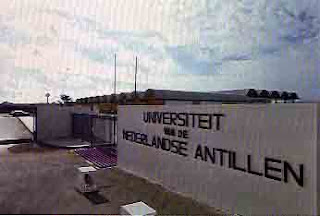 UNIVERSITEIT
VAN DE
NEDERLANDSE ANTILLEN